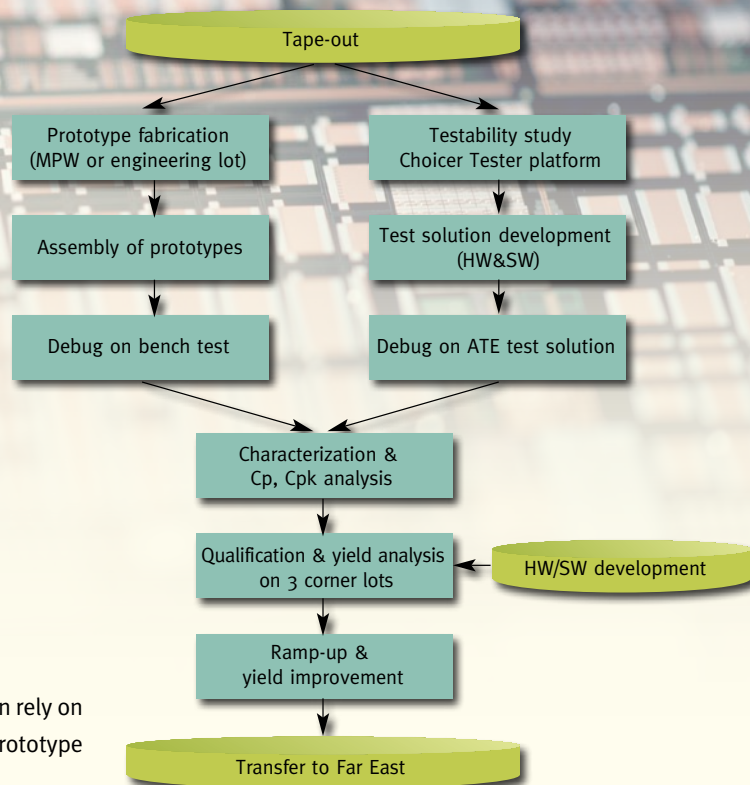 Tape-out
Prototype fabrication
(MPW or engineering lot)
Testability study
Choicer Tester platform
Assembly of prototypes
Test solution development
(HW&SW)
Debug on bench test
Debug on ATE test solution
Characterization &
Cp, Cpk analysis
Qualification & yield analysis
on 3 corner lots
HW/SW development
Ramp-up &
yield improvement
n rely on
rototype
Transfer to Far East